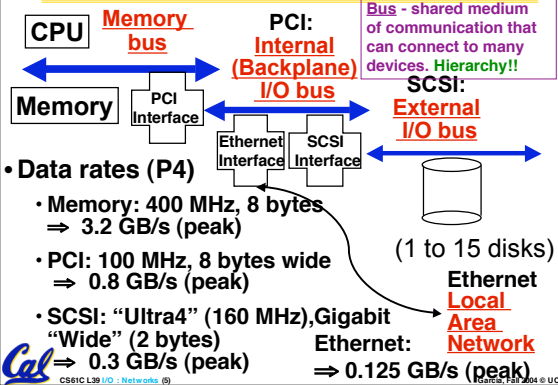 Bus - shared medium
of communication that
can connect to many
devices. Hierarchy!!
CPU
Memory
bus
PCI:
Internal
(Backplane)
I/O bus
SCSI:
External
I/O bus
Memory
PCI
Interface
Ethernet
Interface
SCSI
Interface
• Data rates (P4)
• Memory: 400 MHz, 8 bytes
⇒ 3.2 GB/s (peak)
• PCI: 100 MHz, 8 bytes wide
⇒ 0.8 GB/s (peak)
• SCSI: “Ultra4” (160 MHz),
“Wide” (2 bytes)
⇒ 0.3 GB/s (peak)
(1 to 15 disks)
Ethernet
Local
Area
Network
Gigabit
Ethernet:
⇒ 0.125 GB/s (peak)
Cal
CS61C L39 I/O : Networks (5)
Garcia, Fall 2004 © UC